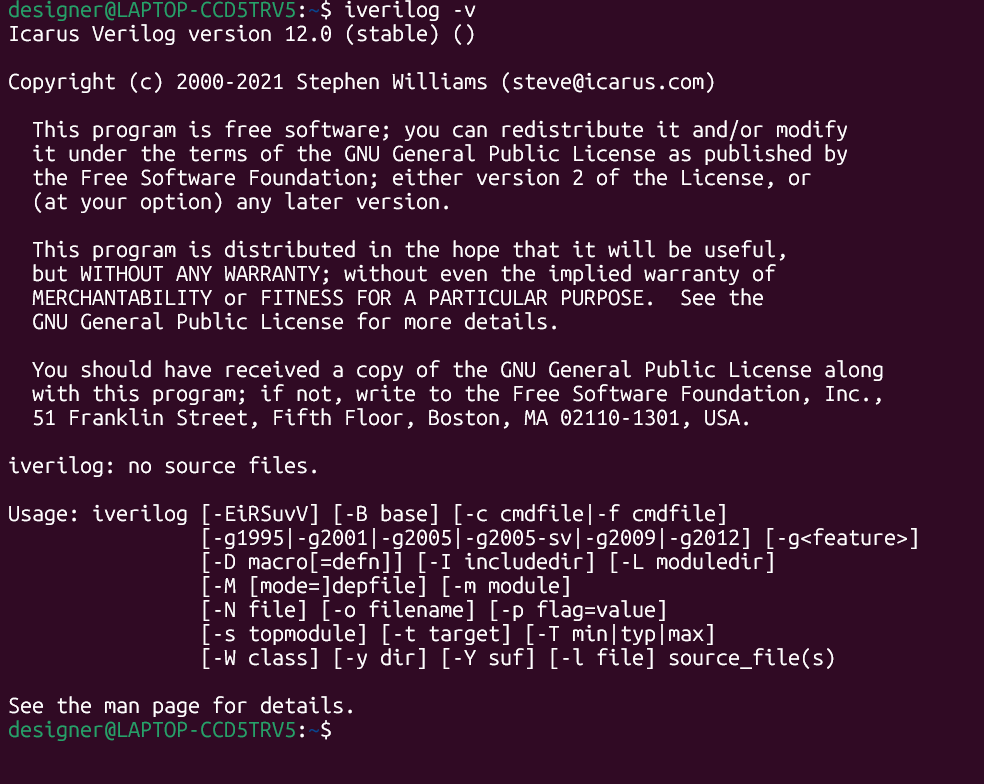 designer@LAPTOP-CCD5TRV5:~$ iverilog -v
Icarus Verilog version 12.0 (stable) ()
Copyright (c) 2000-2021 Stephen Williams (steve@icarus.com)
This program is free software; you can redistribute it and/or modify
it under the terms of the GNU General Public License as published by
the Free Software Foundation; either version 2 of the License, or
(at your option) any later version.
This program is distributed in the hope that it will be useful,
but WITHOUT ANY WARRANTY; without even the implied warranty of
MERCHANTABILITY or FITNESS FOR A PARTICULAR PURPOSE.  See the
GNU General Public License for more details.
You should have received a copy of the GNU General Public License along
with this program; if not, write to the Free Software Foundation, Inc.,
51 Franklin Street, Fifth Floor, Boston, MA 02110-1301, USA.
iverilog: no source files.
Usage: iverilog [-EiRSuvV] [-B base] [-c cmdfile|-f cmdfile]
[-g1995|-g2001|-g2005|-g2005-sv|-g2009|-g2012] [-g<feature>]
[-D macro[=defn]] [-I includedir] [-L moduledir]
[-M [mode=]depfile] [-m module]
[-N file] [-o filename] [-p flag=value]
[-s topmodule] [-t target] [-T min|typ|max]
[-W class] [-y dir] [-Y suf] [-l file] source_file(s)
See the man page for details.
designer@LAPTOP-CCD5TRV5:~$